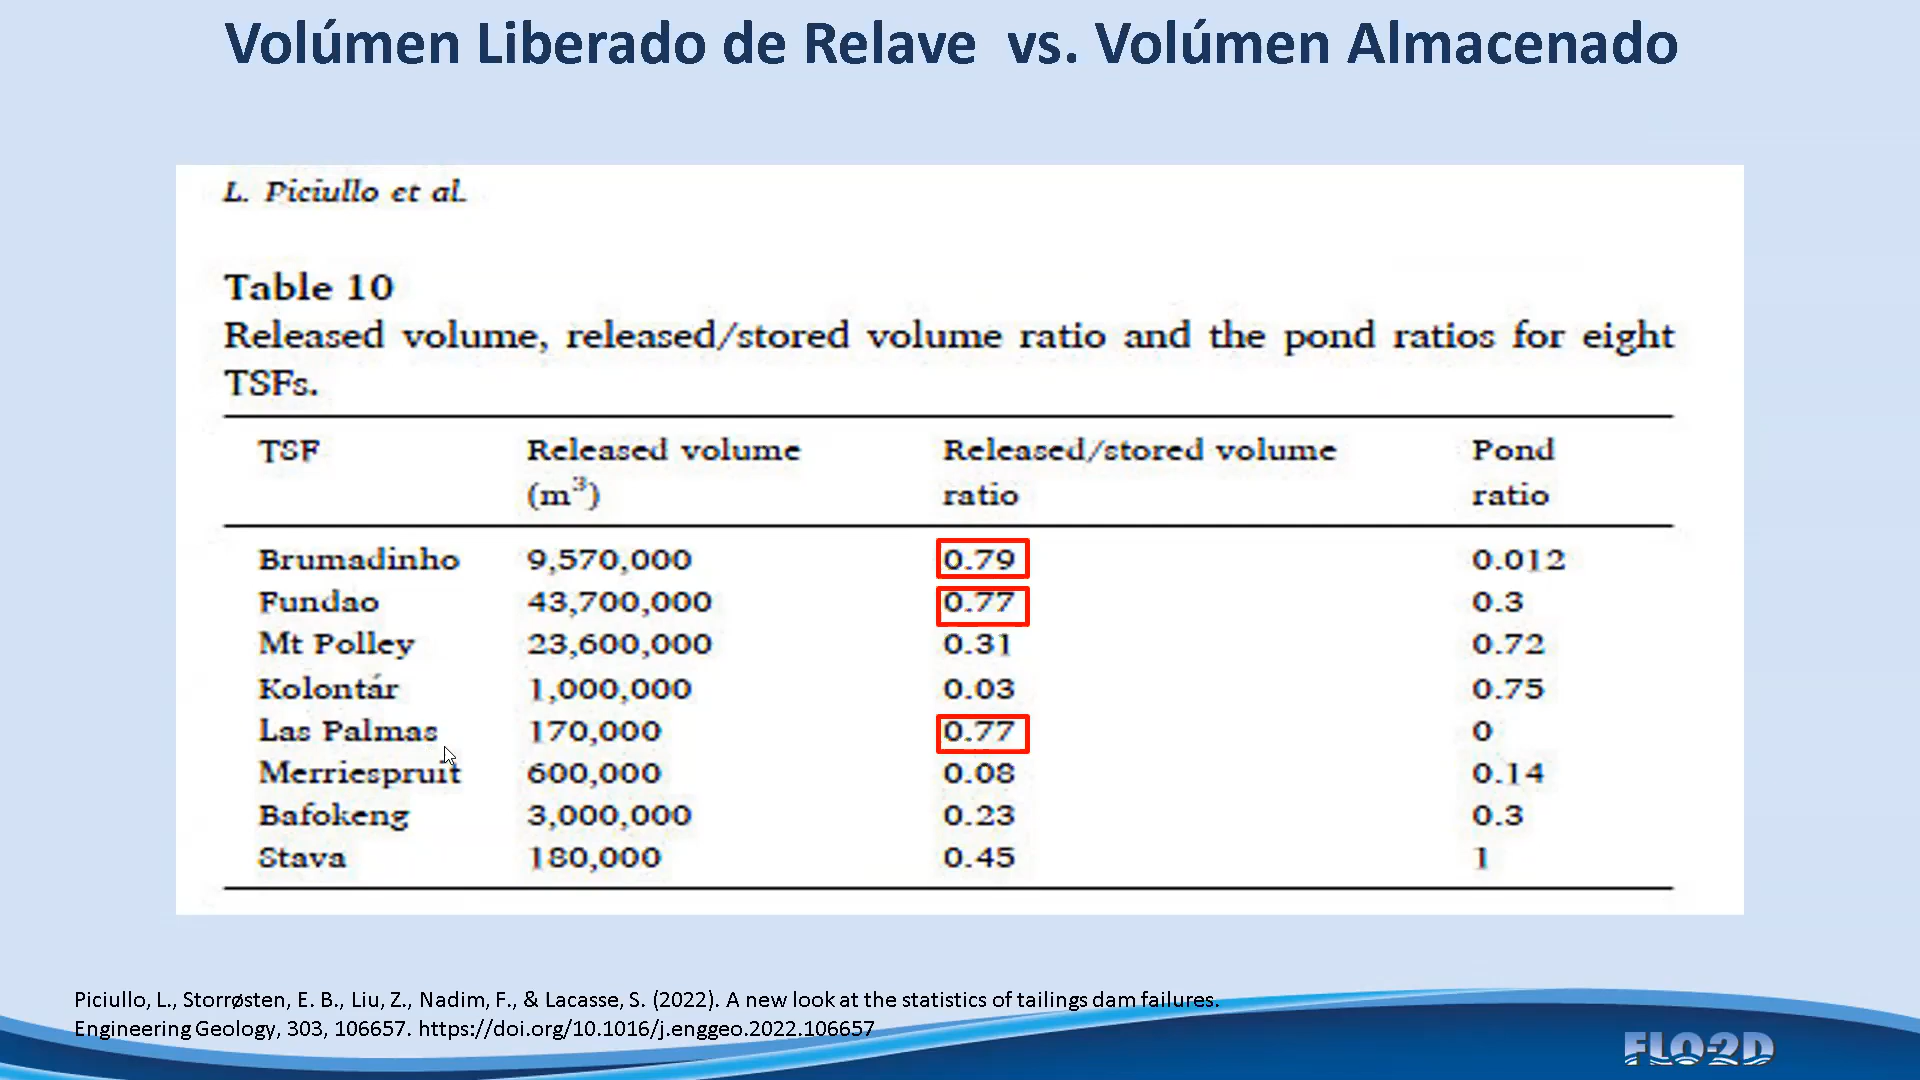 Volúmen Liberado de Relave vs. Volúmen Almacenado
L. Piciullo et al.
Table 10
Released volume, released/stored volume ratio and the pond ratios for eight
TSFs.
TSF Released volume (m³) Released/stored volume ratio Pond ratio
Brumadinho 9,570,000 0.79 0.012
Fundao 43,700,000 0.77 0.3
Mt Polley 23,600,000 0.31 0.72
Kolontár 1,000,000 0.03 0.75
Las Palmas 170,000 0.77 0
Merriespruit 600,000 0.08 0.14
Bafokeng 3,000,000 0.23 0.3
Stava 180,000 0.45 1
Piciullo, L., Storrøsten, E. B., Liu, Z., Nadim, F., & Lacasse, S. (2022). A new look at the statistics of tailings dam failures.
Engineering Geology, 303, 106657. https://doi.org/10.1016/j.enggeo.2022.106657
FLO-2D